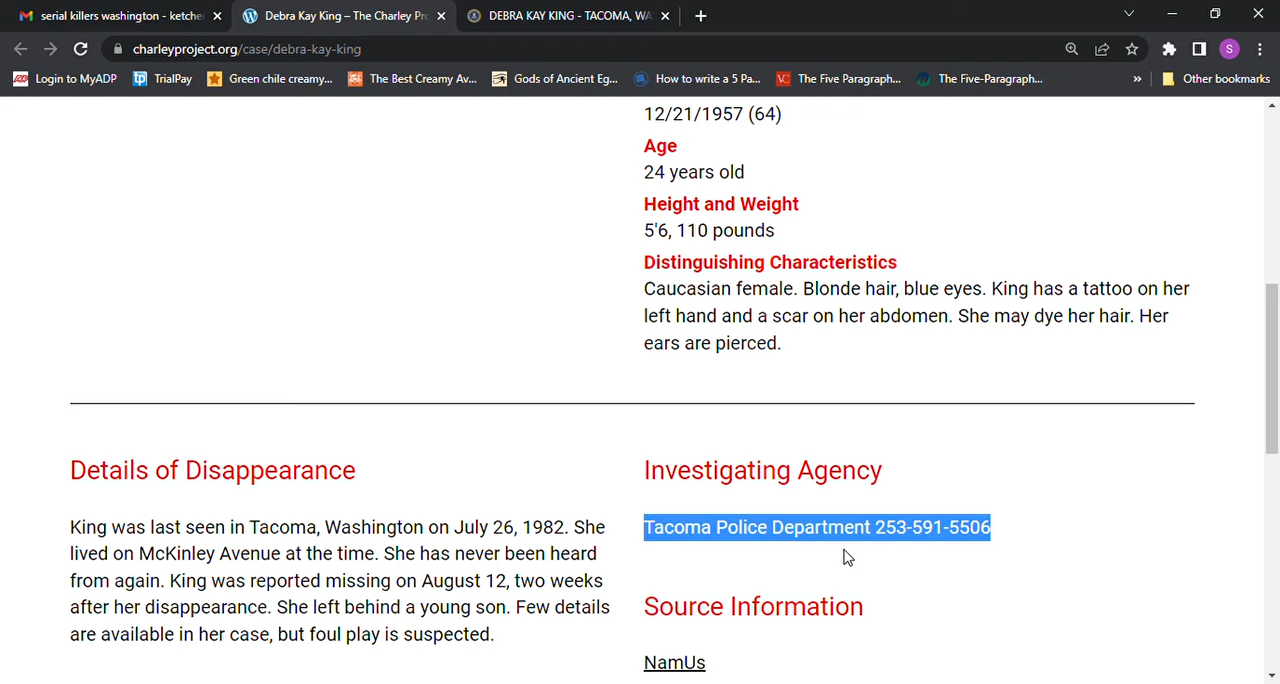 serial killers washington - ketche
Debra Kay King – The Charley Pro
DEBRA KAY KING - TACOMA, WA
charleyproject.org/case/debra-kay-king
S
Login to MyADP
TrialPay
Green chile creamy...
The Best Creamy Av...
Gods of Ancient Eg...
How to write a 5 Pa...
The Five Paragraph...
The Five-Paragraph...
»
Other bookmarks
12/21/1957 (64)
Age
24 years old
Height and Weight
5'6, 110 pounds
Distinguishing Characteristics
Caucasian female. Blonde hair, blue eyes. King has a tattoo on her
left hand and a scar on her abdomen. She may dye her hair. Her
ears are pierced.
Details of Disappearance
King was last seen in Tacoma, Washington on July 26, 1982. She
lived on McKinley Avenue at the time. She has never been heard
from again. King was reported missing on August 12, two weeks
after her disappearance. She left behind a young son. Few details
are available in her case, but foul play is suspected.
Investigating Agency
Tacoma Police Department 253-591-5506
Source Information
NamUs